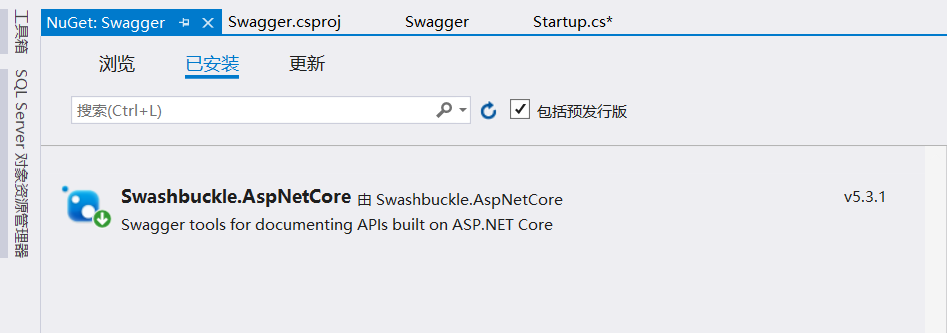 工具箱
SQL Server 对象资源管理器
NuGet: Swagger
Swagger.csproj
Swagger
Startup.cs*
浏览
已安装
更新
搜索(Ctrl+L)
包括预发行版
Swashbuckle.AspNetCore 由 Swashbuckle.AspNetCore
v5.3.1
Swagger tools for documenting APIs built on ASP.NET Core